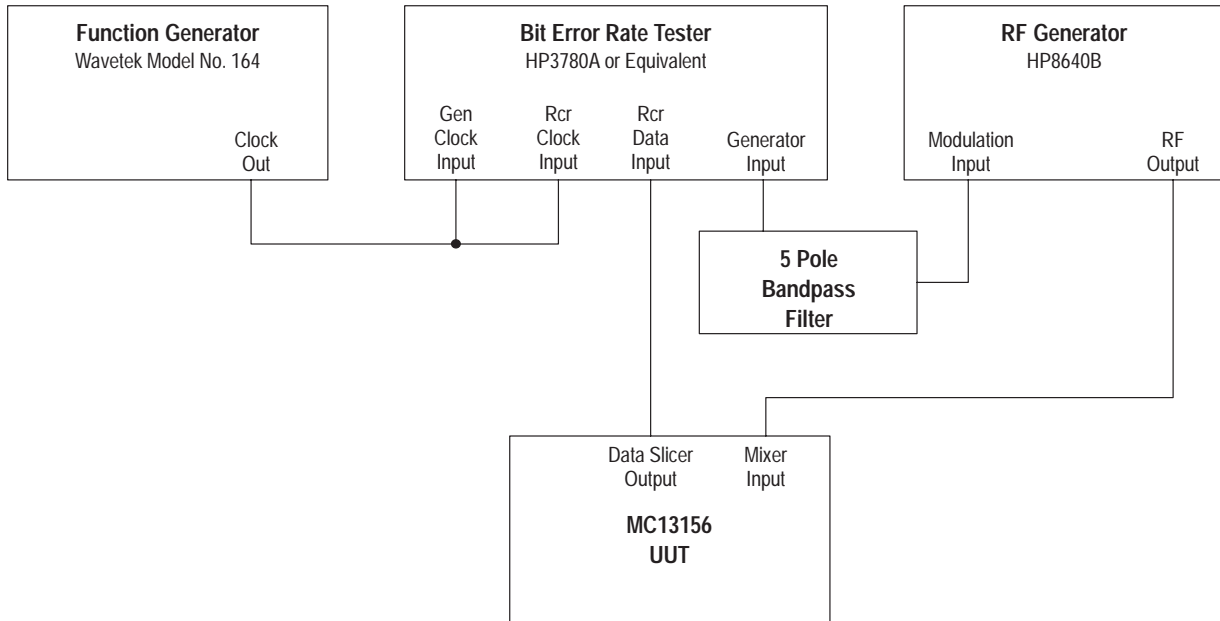 Function Generator
Wavetek Model No. 164
Clock
Out
Bit Error Rate Tester
HP3780A or Equivalent
Gen
Clock
Input
Rcr
Clock
Input
Rcr
Data
Input
Generator
Input
RF Generator
HP8640B
Modulation
Input
RF
Output
5 Pole
Bandpass
Filter
Data Slicer
Output
Mixer
Input
MC13156
UUT